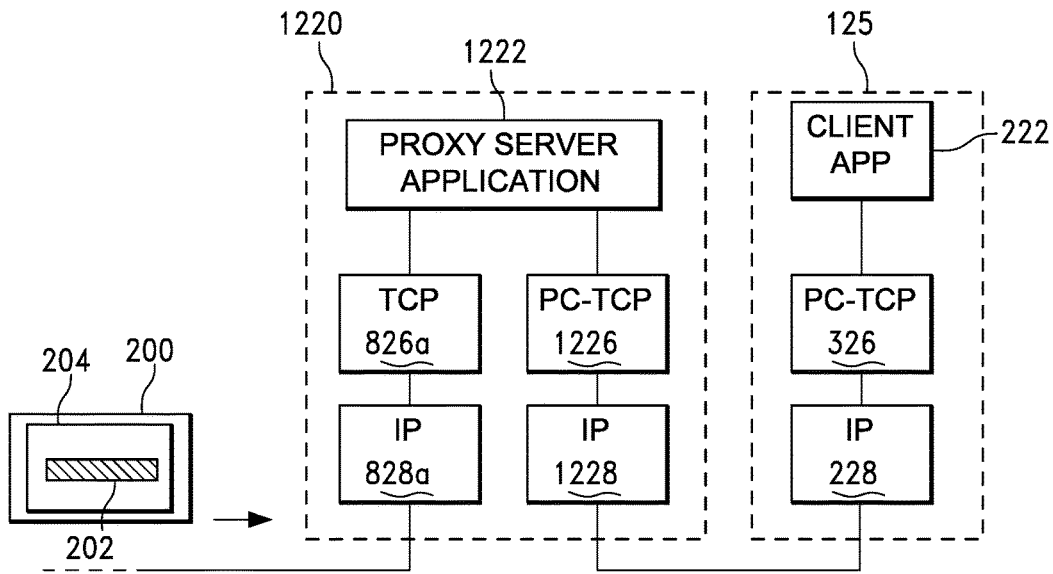 1220
1222
125
PROXY SERVER
APPLICATION
CLIENT
APP
222
TCP
826a
PC-TCP
1226
PC-TCP
326
204
200
IP
828a
IP
1228
IP
228
202